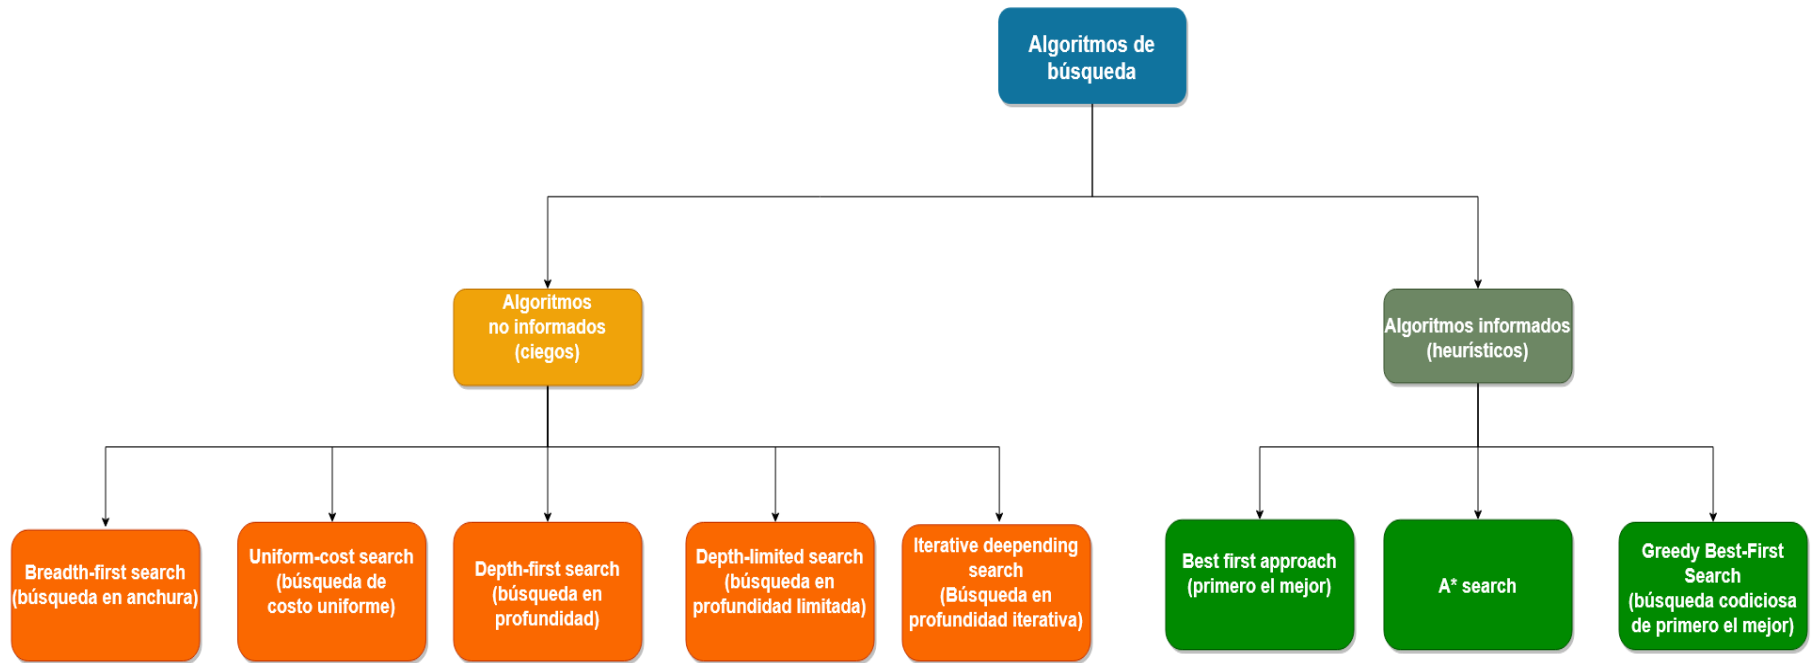 Algoritmos de
búsqueda
Algoritmos
no informados
(ciegos)
Algoritmos informados
(heurísticos)
Breadth-first search
(búsqueda en anchura)
Uniform-cost search
(búsqueda de
costo uniforme)
Depth-first search
(búsqueda en
profundidad)
Depth-limited search
(búsqueda en
profundidad limitada)
Iterative deepending
search
(Búsqueda en
profundidad iterativa)
Best first approach
(primero el mejor)
A* search
Greedy Best-First
Search
(búsqueda codiciosa
de primero el mejor)